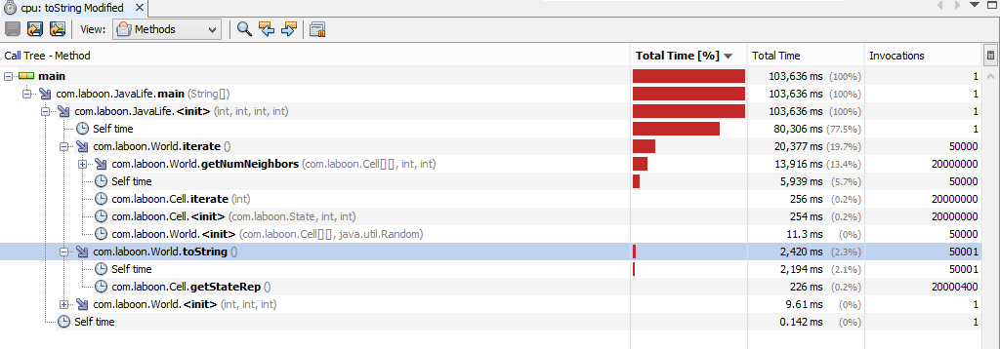 cpu: toString Modified
View: Methods
Call Tree - Method Total Time [%] Total Time Invocations
main 103,636 ms (100%) 1
com.laboon.JavaLife.main (String[]) 103,636 ms (100%) 1
com.laboon.JavaLife.<init> (int, int, int, int) 103,636 ms (100%) 1
Self time 80,306 ms (77.5%) 1
com.laboon.World.iterate () 20,377 ms (19.7%) 50000
com.laboon.World.getNumNeighbors (com.laboon.Cell[][], int, int) 13,916 ms (13.4%) 20000000
Self time 5,939 ms (5.7%) 50000
com.laboon.Cell.iterate (int) 256 ms (0.2%) 20000000
com.laboon.Cell.<init> (com.laboon.State, int, int) 254 ms (0.2%) 20000000
com.laboon.World.<init> (com.laboon.Cell[][], java.util.Random) 11.3 ms (0%) 50000
com.laboon.World.toString () 2,420 ms (2.3%) 50001
Self time 2,194 ms (2.1%) 50001
com.laboon.Cell.getStateRep () 226 ms (0.2%) 20000400
com.laboon.World.<init> (int, int, int) 9.61 ms (0%) 1
Self time 0.142 ms (0%) 1